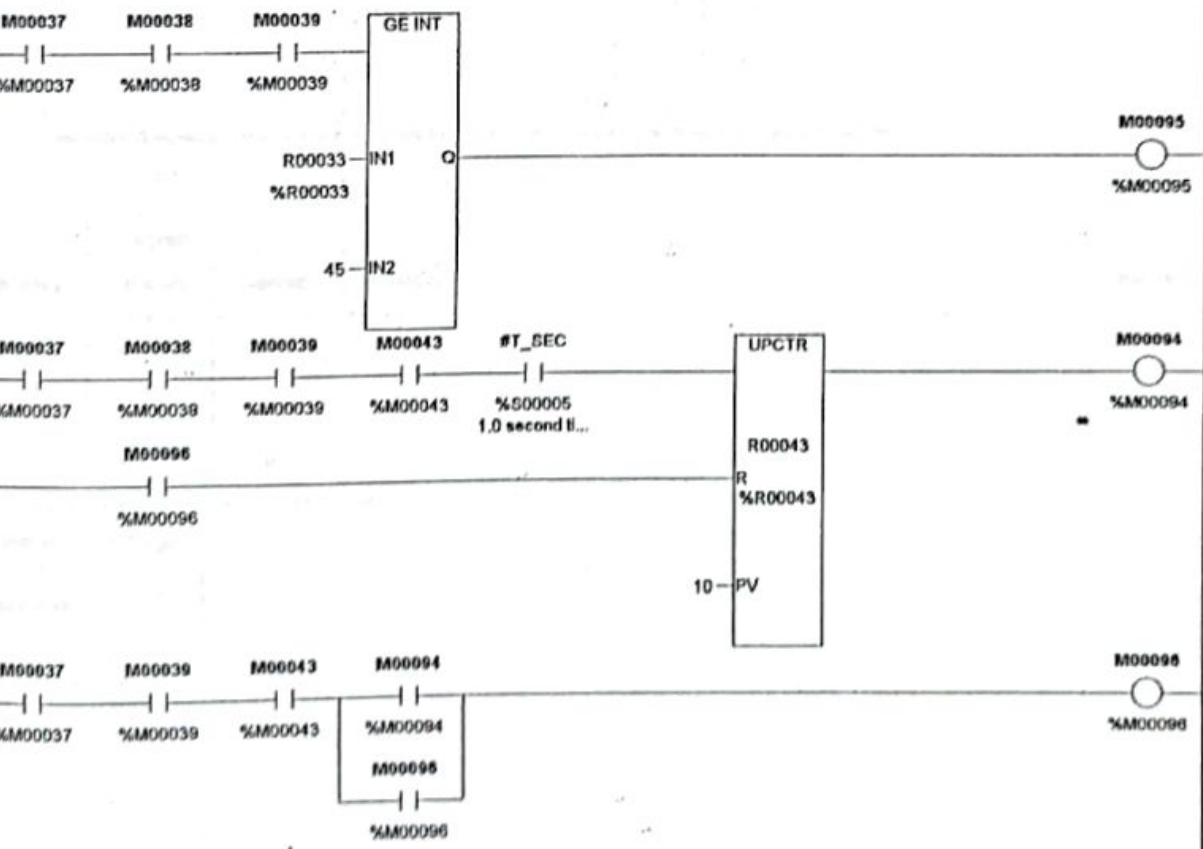 M00037 M00038 M00039 GE INT
%M00037 %M00038 %M00039
M00095
R00033 IN1 Q
%R00033
%M00095
45 IN2
M00037 M00038 M00039 M00043 #T_SEC UPCTR M00094
%M00037 %M00038 %M00039 %M00043 %S00005 %M00094
1.0 second ti...
M00096
R00043
R
%R00043
%M00096
10 PV
M00037 M00039 M00043 M00094 M00096
%M00037 %M00039 %M00043 %M00094 %M00096
M00096
%M00096